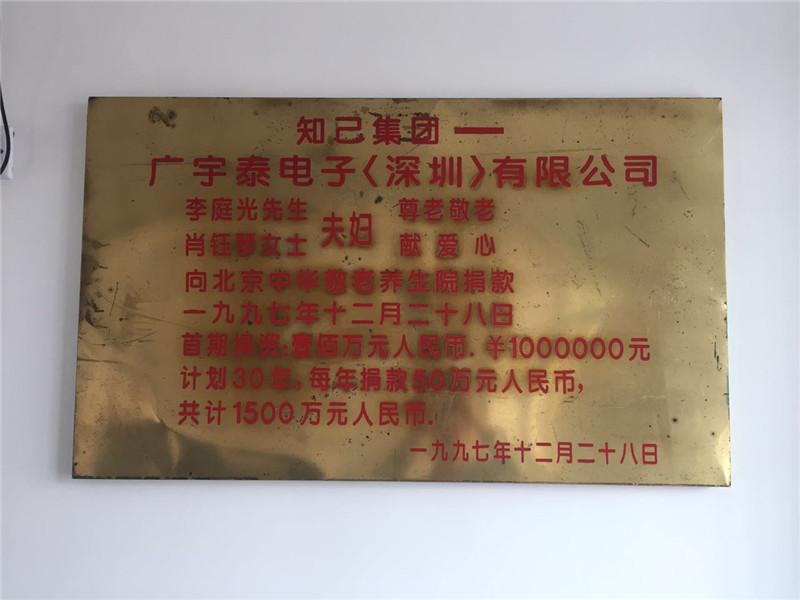 知己集团一
广宇泰电子〈深圳〉有限公司
李庭光先生 夫妇 尊老敬老
肖钰琴女士 献爱心
向北京中华敬老养生院捐款
一九九七年十二月二十八日
首期捐资:壹佰万元人民币.￥1000000元
计划30年,每年捐款50万元人民币,
共计1500万元人民币.
一九九七年十二月二十八日